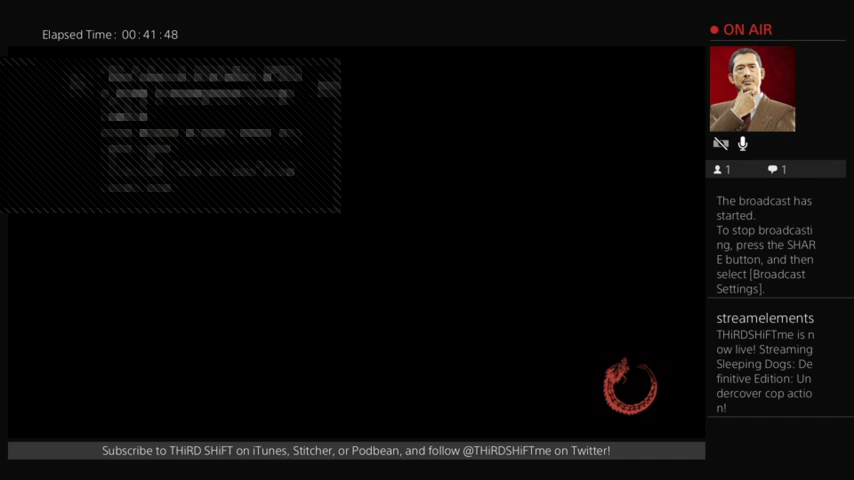 Elapsed Time: 00:41:48
ON AIR
1 1
The broadcast has
started.
To stop broadcasti
ng, press the SHAR
E button, and then
select [Broadcast
Settings].
streamelements
THiRDSHiFTme is n
ow live! Streaming
Sleeping Dogs: De
finitive Edition: Un
dercover cop actio
n!
Subscribe to THiRD SHiFT on iTunes, Stitcher, or Podbean, and follow @THiRDSHiFTme on Twitter!